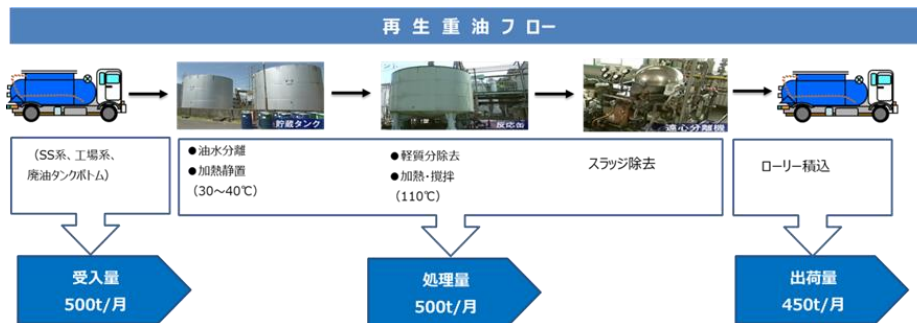 再生重油フロー
貯蔵タンク
反応缶
遠心分離機
(SS系、工場系、
廃油タンクボトム)
●油水分離
●加熱静置
(30~40℃)
●軽質分除去
●加熱・撹拌
(110℃)
スラッジ除去
ローリー積込
受入量
500t/月
処理量
500t/月
出荷量
450t/月